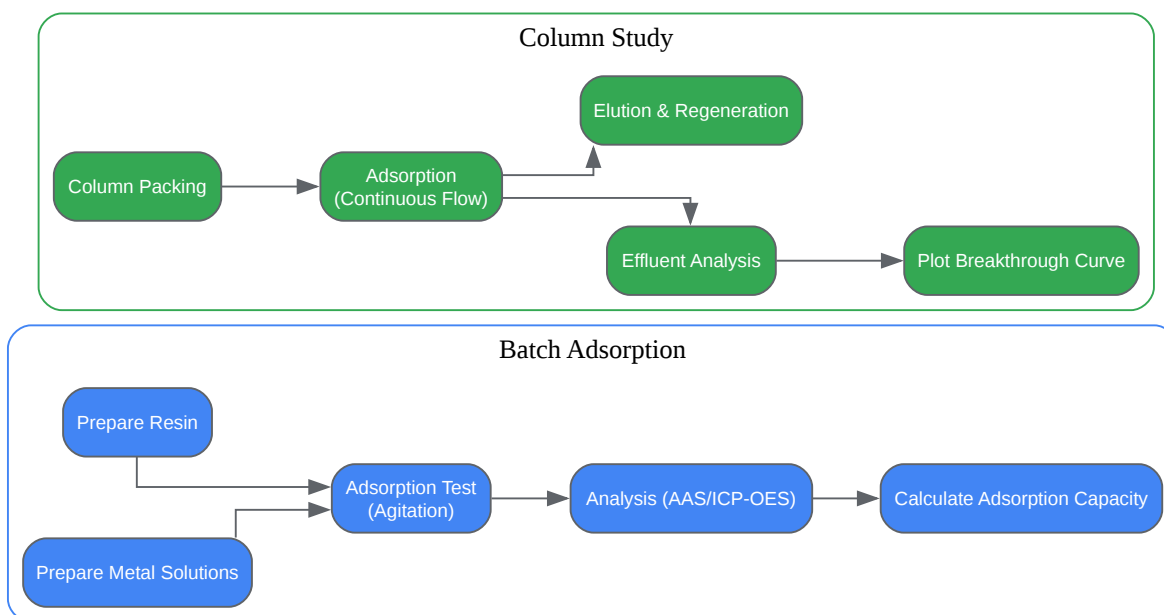 Column Study
Elution & Regeneration
Column Packing
Adsorption
(Continuous Flow)
Effluent Analysis
Plot Breakthrough Curve
Batch Adsorption
Prepare Resin
Adsorption Test
(Agitation)
Analysis (AAS/ICP-OES)
Calculate Adsorption Capacity
Prepare Metal Solutions